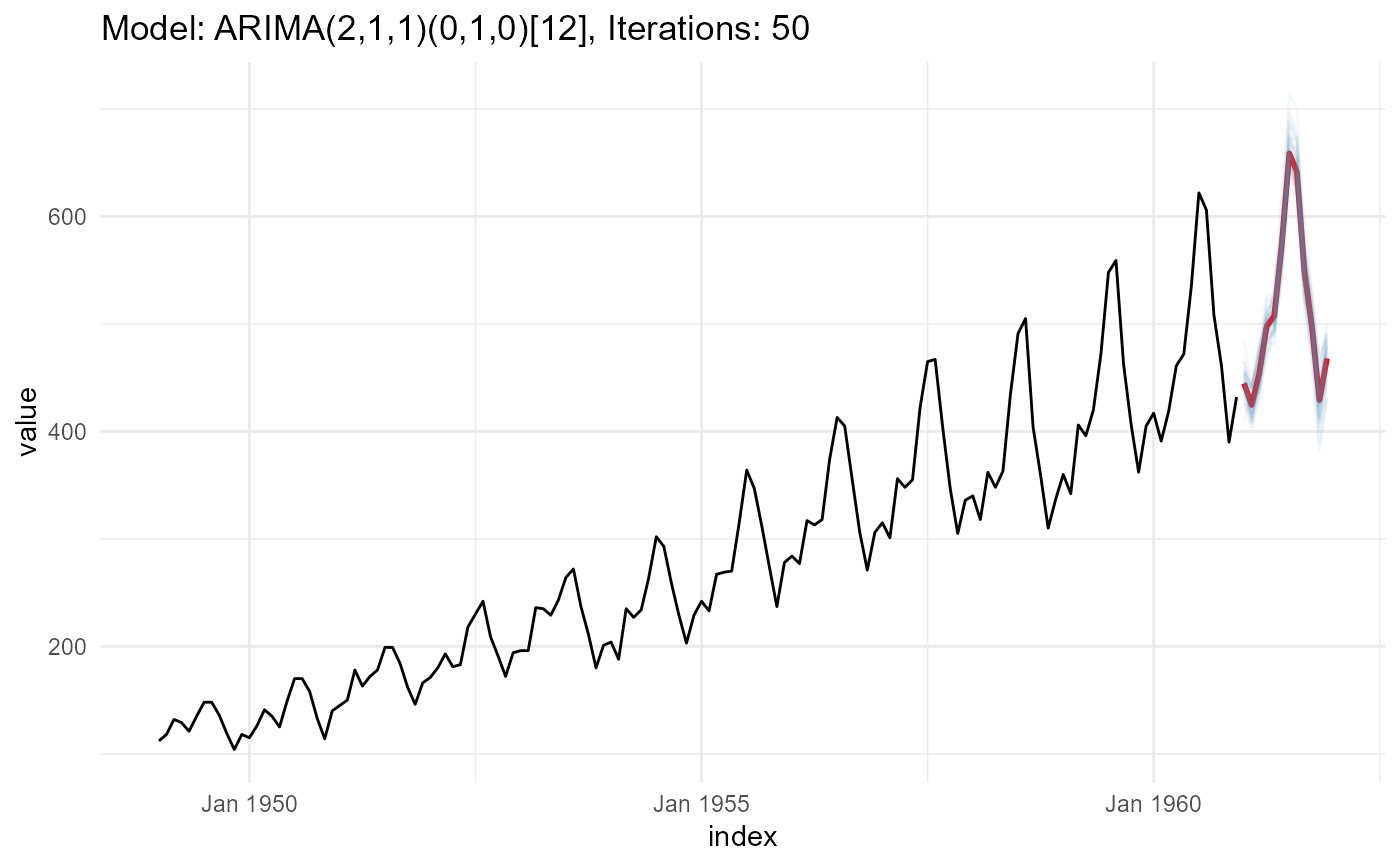 Model: ARIMA(2,1,1)(0,1,0)[12], Iterations: 50
value
600
400
200
Jan 1950
Jan 1955
Jan 1960
index